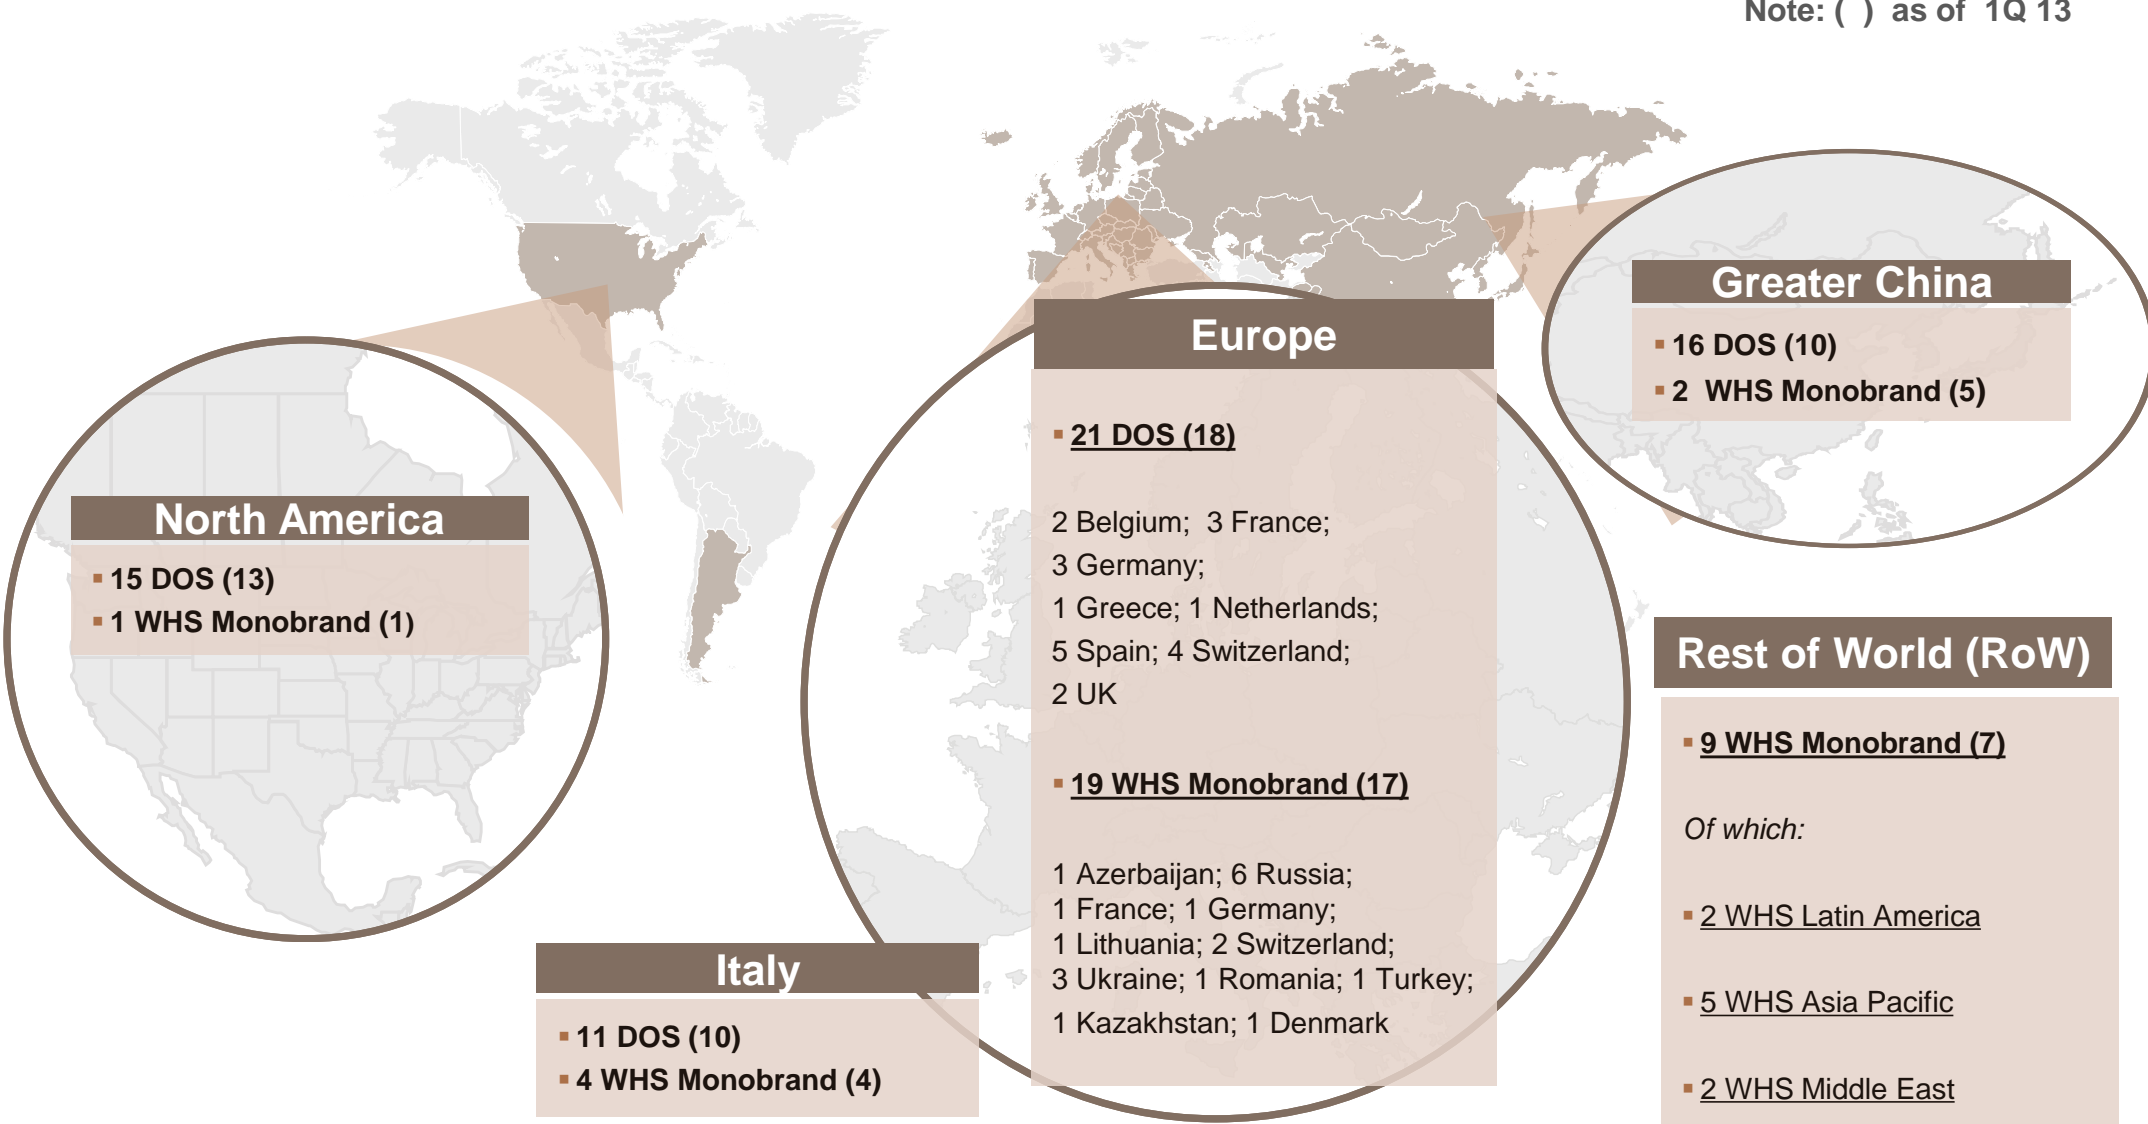 Note: ( ) as of 1Q 13
Greater China
▪ 16 DOS (10)
▪ 2 WHS Monobrand (5)
Europe
▪ 21 DOS (18)
2 Belgium; 3 France;
3 Germany;
1 Greece; 1 Netherlands;
5 Spain; 4 Switzerland;
2 UK
▪ 19 WHS Monobrand (17)
1 Azerbaijan; 6 Russia;
1 France; 1 Germany;
1 Lithuania; 2 Switzerland;
3 Ukraine; 1 Romania; 1 Turkey;
1 Kazakhstan; 1 Denmark
North America
▪ 15 DOS (13)
▪ 1 WHS Monobrand (1)
Rest of World (RoW)
▪ 9 WHS Monobrand (7)
Of which:
▪ 2 WHS Latin America
▪ 5 WHS Asia Pacific
▪ 2 WHS Middle East
Italy
▪ 11 DOS (10)
▪ 4 WHS Monobrand (4)